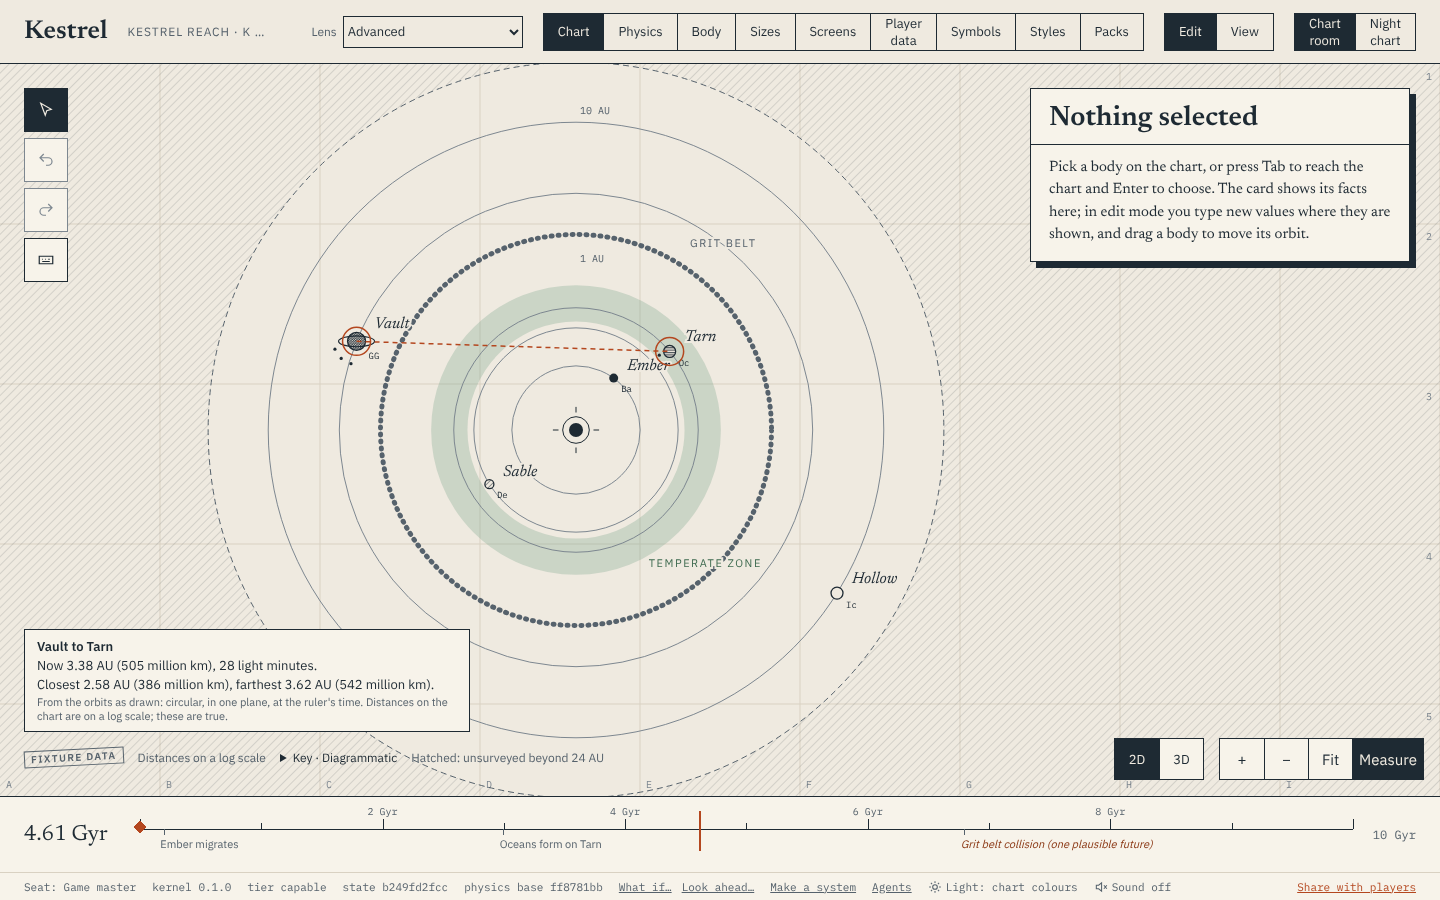 Kestrel
KESTREL REACH · K …
Lens
Advanced
Chart
Physics
Body
Sizes
Screens
Player data
Symbols
Styles
Packs
Edit
View
Chart room
Night chart
1
2
3
4
5
Nothing selected
Pick a body on the chart, or press Tab to reach the
chart and Enter to choose. The card shows its facts
here; in edit mode you type new values where they are
shown, and drag a body to move its orbit.
10 AU
GRIT BELT
1 AU
Vault
GG
Tarn
Oc
Ember
Ba
Sable
De
TEMPERATE ZONE
Hollow
Ic
Vault to Tarn
Now 3.38 AU (505 million km), 28 light minutes.
Closest 2.58 AU (386 million km), farthest 3.62 AU (542 million km).
From the orbits as drawn: circular, in one plane, at the ruler's time. Distances on the
chart are on a log scale; these are true.
FIXTURE DATA
Distances on a log scale
Key · Diagrammatic
Hatched: unsurveyed beyond 24 AU
2D
3D
+
−
Fit
Measure
A
B
C
D
E
F
G
H
I
4.61 Gyr
2 Gyr
4 Gyr
6 Gyr
8 Gyr
10 Gyr
Ember migrates
Oceans form on Tarn
Grit belt collision (one plausible future)
Seat: Game master
kernel 0.1.0
tier capable
state b249fd2fcc
physics base ff8781bb
What if…
Look ahead…
Make a system
Agents
Light: chart colours
Sound off
Share with players